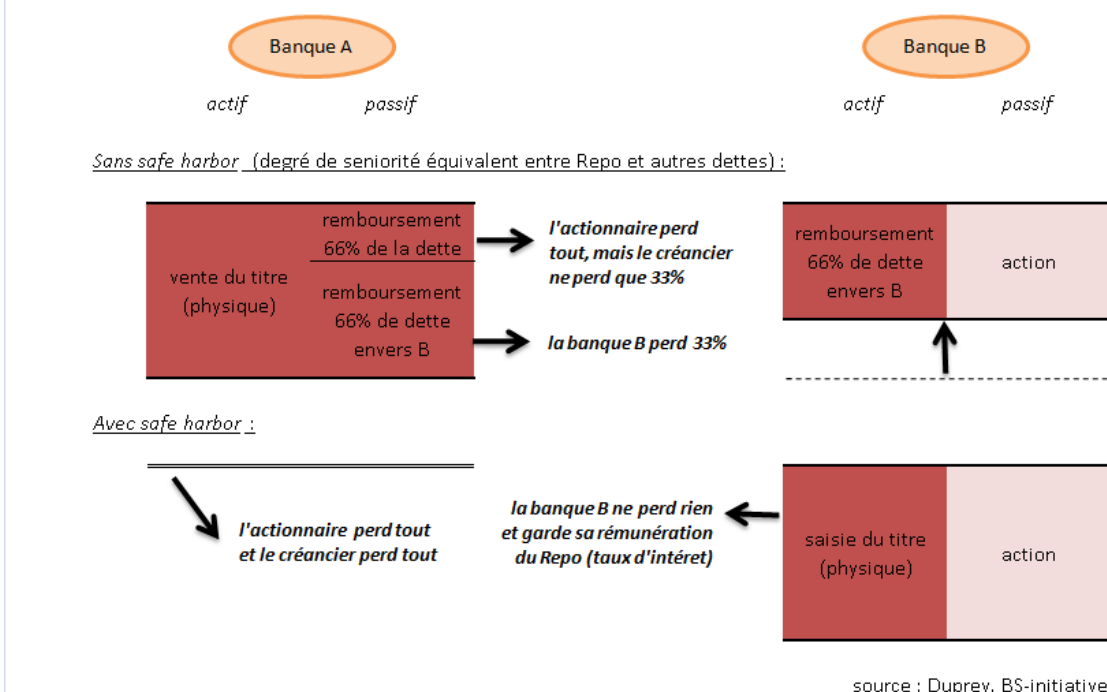 Banque A
Banque B
actif
passif
actif
passif
Sans safe harbor (degré de seniorité équivalent entre Repo et autres dettes) :
vente du titre
(physique)
remboursement
66% de la dette
remboursement
66% de dette
envers B
l'actionnaire perd
tout, mais le créancier
ne perd que 33%
la banque B perd 33%
remboursement
66% de dette
envers B
action
Avec safe harbor :
l'actionnaire perd tout
et le créancier perd tout
la banque B ne perd rien
et garde sa rémunération
du Repo (taux d'intéret)
saisie du titre
(physique)
action
source : Duprey, BS-initiative